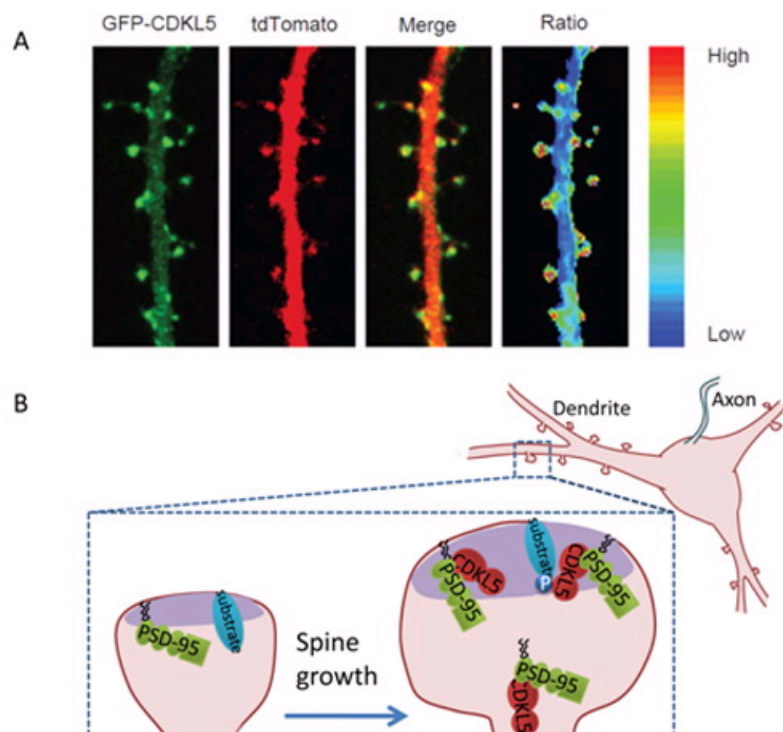 A
GFP-CDKL5 tdTomato Merge Ratio
High
Low
B
Dendrite
Axon
substrate
PSD-95
Spine
growth
CDKL5
PSD-95
substrate
P
CDKL5
PSD-95
PSD-95
CDKL5